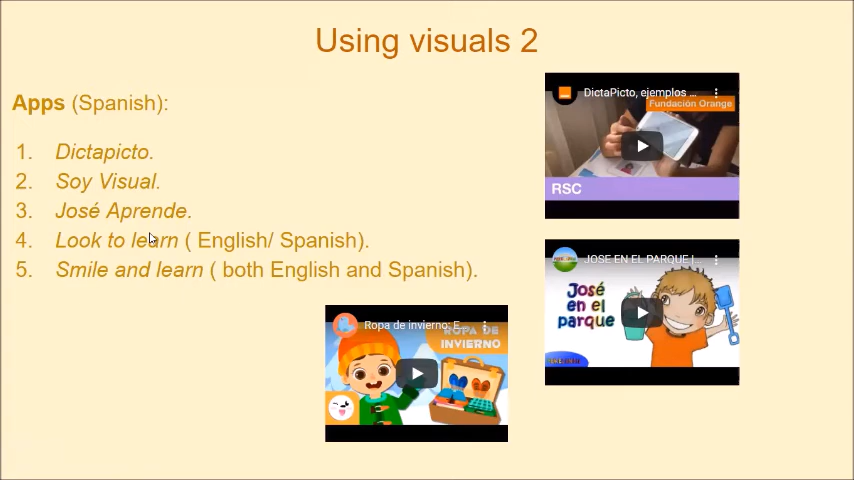 Using visuals 2
Apps (Spanish):
1. Dictapicto.
2. Soy Visual.
3. José Aprende.
4. Look to learn ( English/ Spanish).
5. Smile and learn ( both English and Spanish).
DictaPicto, ejemplos ...
Fundación Orange
RSC
JOSE EN EL PARQUE |...
José
en el
parque
Ropa de invierno: E...
ROPA DE
INVIERNO